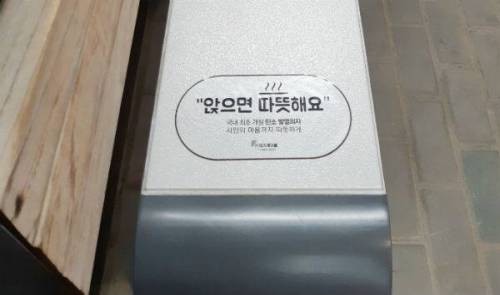 "앉으면 따뜻해요"
국내 최초 개발 탄소 발열의자
시민의 마음까지 따뜻하게